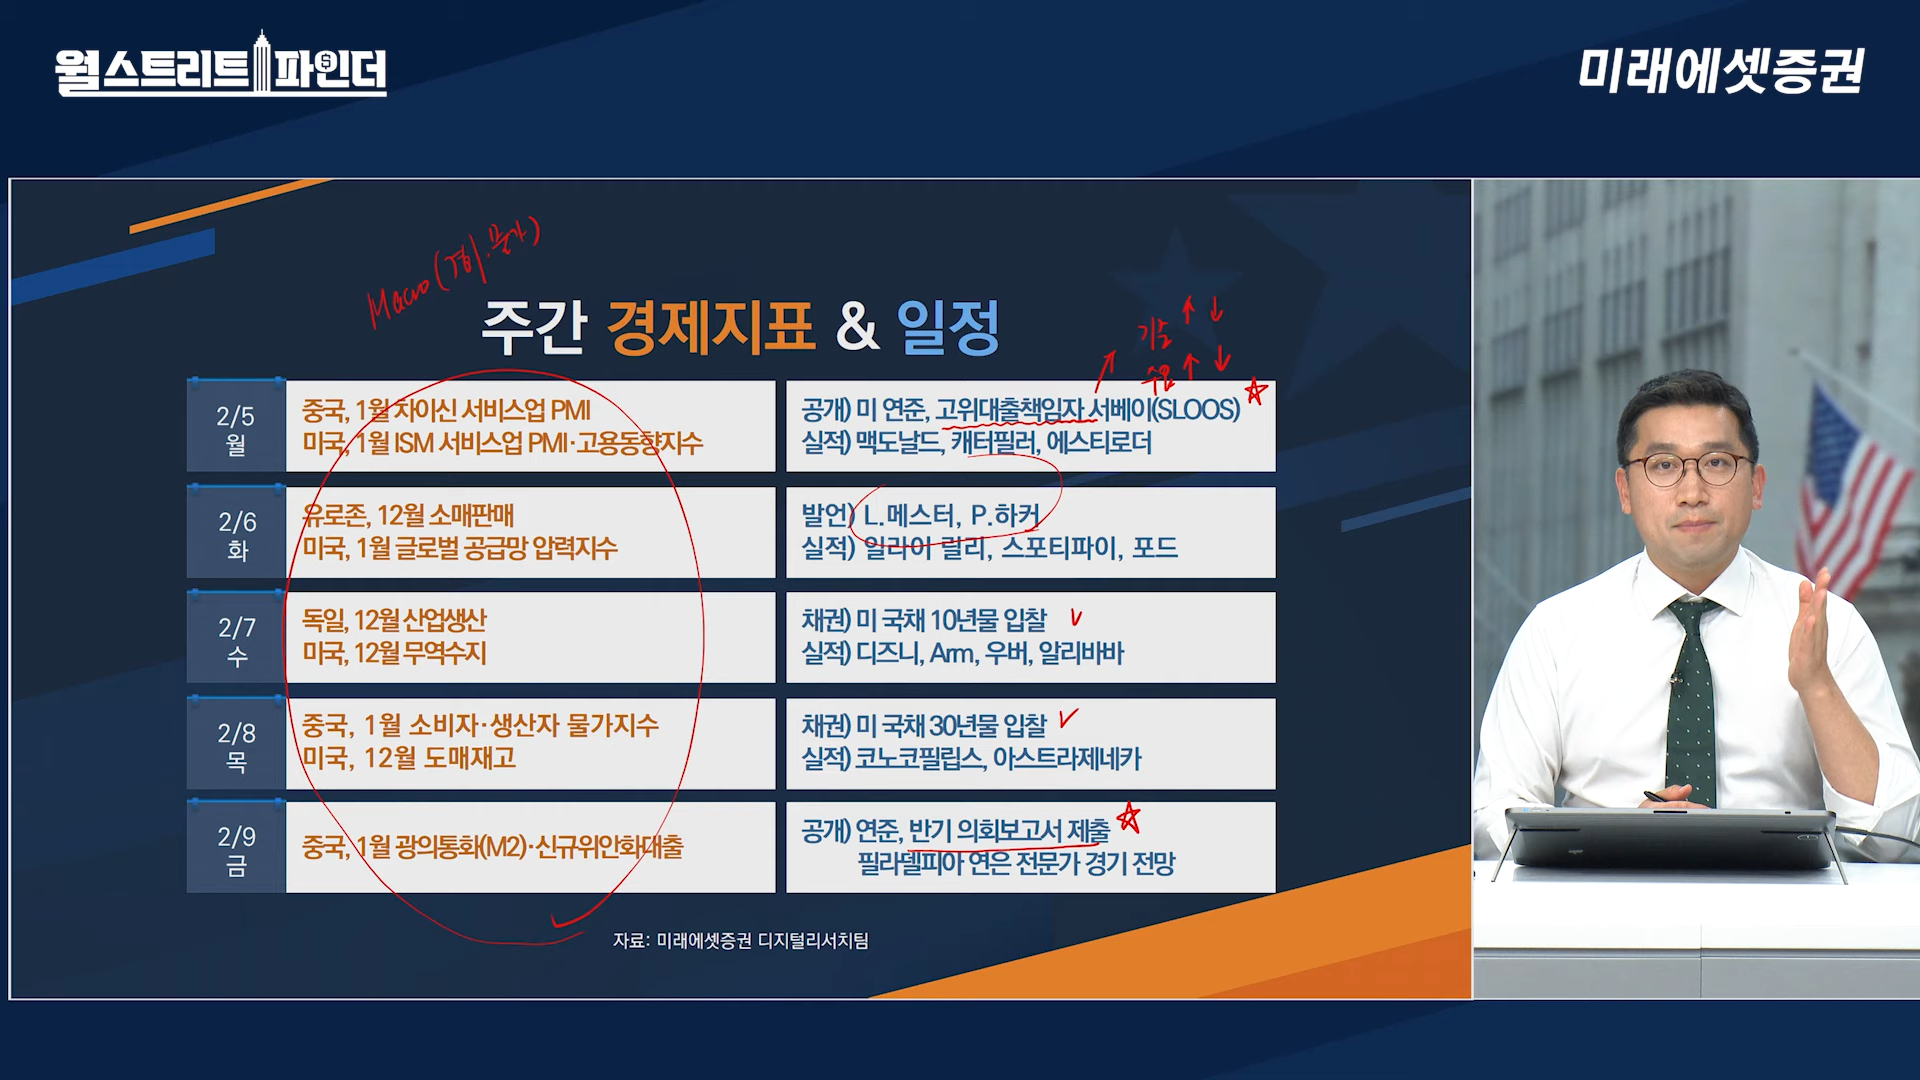 월스트리트파인더
미래에셋증권
Macro(경기.물가)
주간 경제지표 & 일정
기준 ↑ ↓
수요 ↑ ↓
2/5
월
중국, 1월 차이신 서비스업 PMI
미국, 1월 ISM 서비스업 PMI·고용동향지수
공개) 미 연준, 고위대출책임자 서베이(SLOOS)
실적) 맥도날드, 캐터필러, 에스티로더
2/6
화
유로존, 12월 소매판매
미국, 1월 글로벌 공급망 압력지수
발언) L.메스터, P.하커
실적) 일라이 릴리, 스포티파이, 포드
2/7
수
독일, 12월 산업생산
미국, 12월 무역수지
채권) 미 국채 10년물 입찰
실적) 디즈니, Arm, 우버, 알리바바
2/8
목
중국, 1월 소비자·생산자 물가지수
미국, 12월 도매재고
채권) 미 국채 30년물 입찰
실적) 코노코필립스, 아스트라제네카
2/9
금
중국, 1월 광의통화(M2)·신규위안화대출
공개) 연준, 반기 의회보고서 제출
필라델피아 연은 전문가 경기 전망
자료: 미래에셋증권 디지털리서치팀